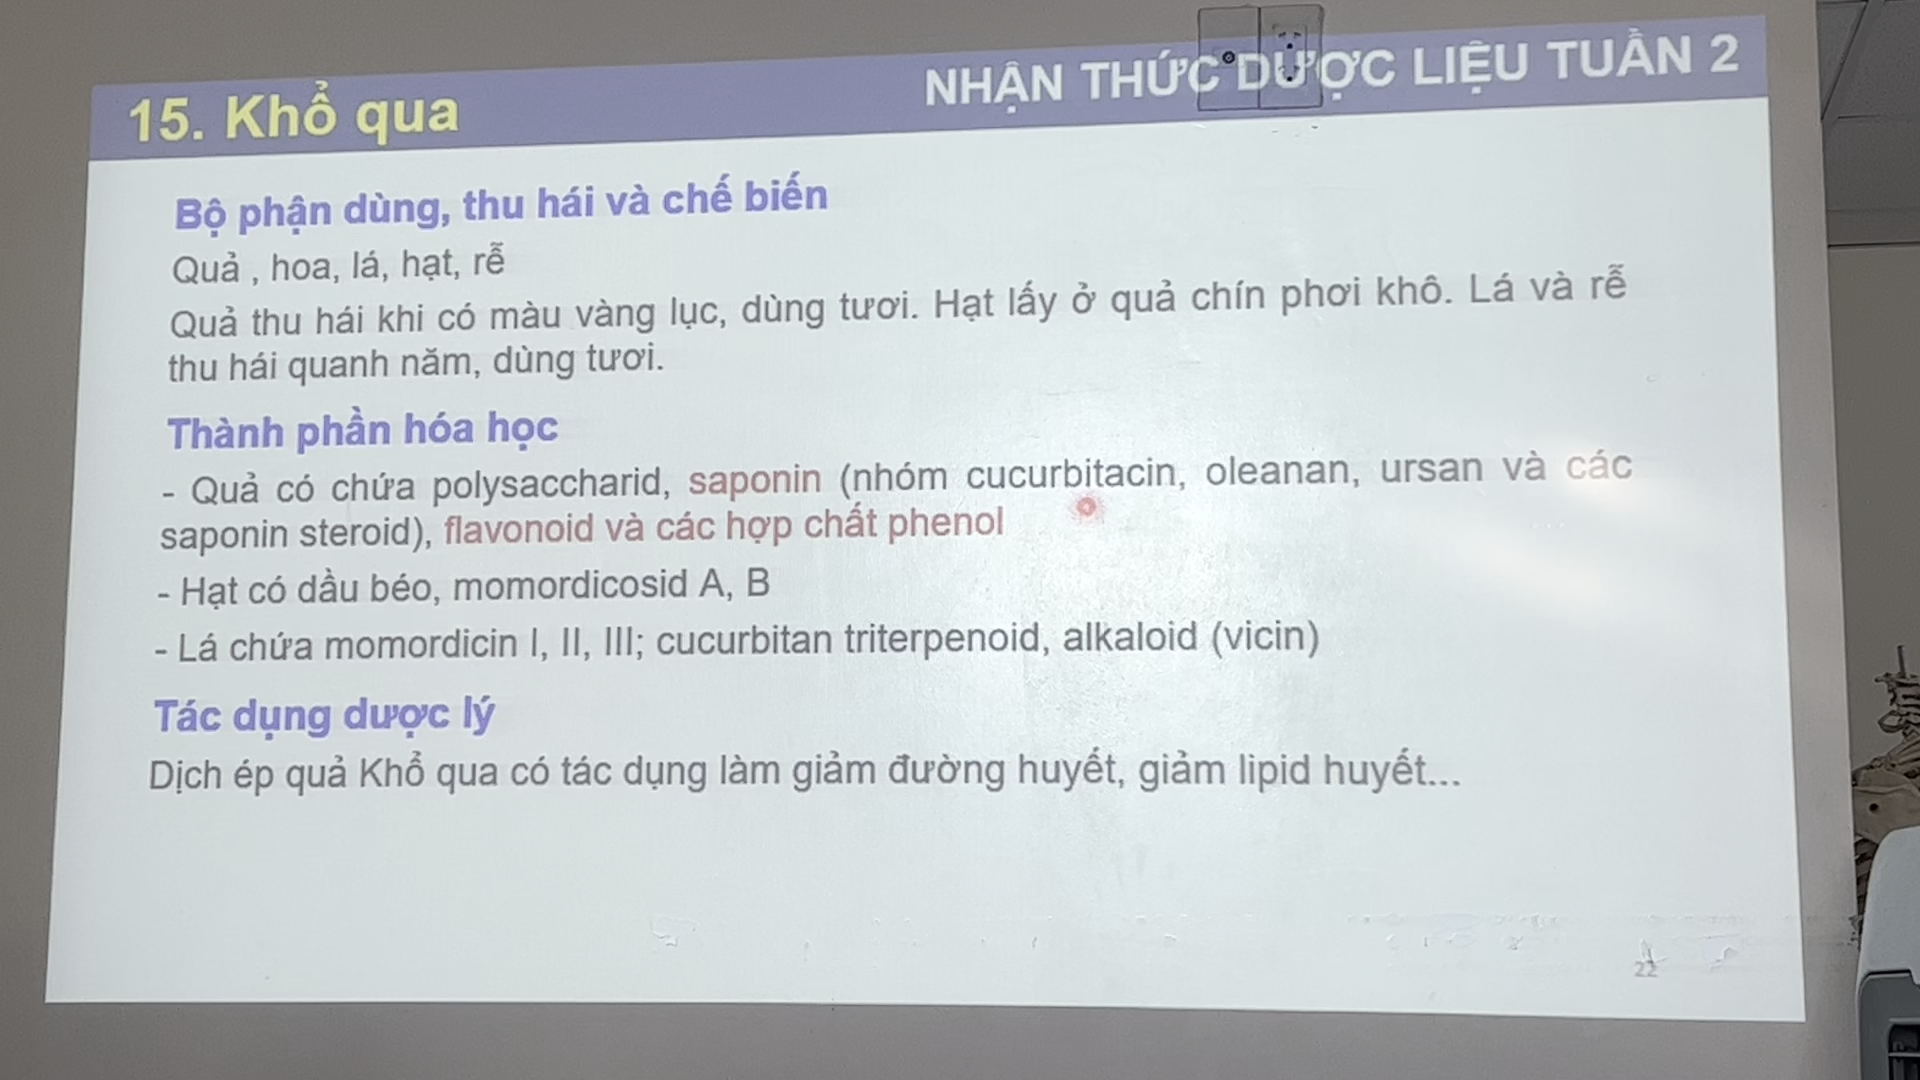 15. Khổ qua
NHẬN THỨC DƯỢC LIỆU TUẦN 2
Bộ phận dùng, thu hái và chế biến
Quả , hoa, lá, hạt, rễ
Quả thu hái khi có màu vàng lục, dùng tươi. Hạt lấy ở quả chín phơi khô. Lá và rễ
thu hái quanh năm, dùng tươi.
Thành phần hóa học
- Quả có chứa polysaccharid, saponin (nhóm cucurbitacin, oleanan, ursan và các
saponin steroid), flavonoid và các hợp chất phenol
- Hạt có dầu béo, momordicosid A, B
- Lá chứa momordicin I, II, III; cucurbitan triterpenoid, alkaloid (vicin)
Tác dụng dược lý
Dịch ép quả Khổ qua có tác dụng làm giảm đường huyết, giảm lipid huyết...
22